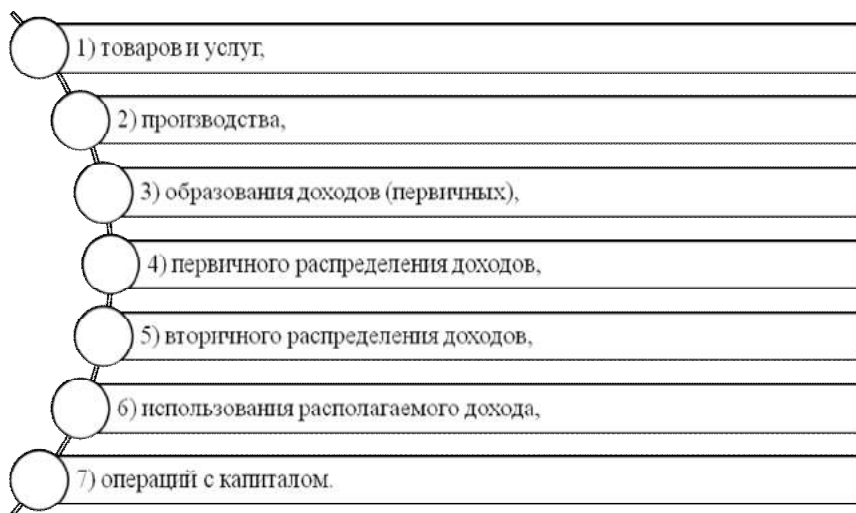 1) товаров и услуг,
2) производства,
3) образования доходов (первичных),
4) первичного распределения доходов,
5) вторичного распределения доходов,
6) использования располагаемого дохода,
7) операций с капиталом.